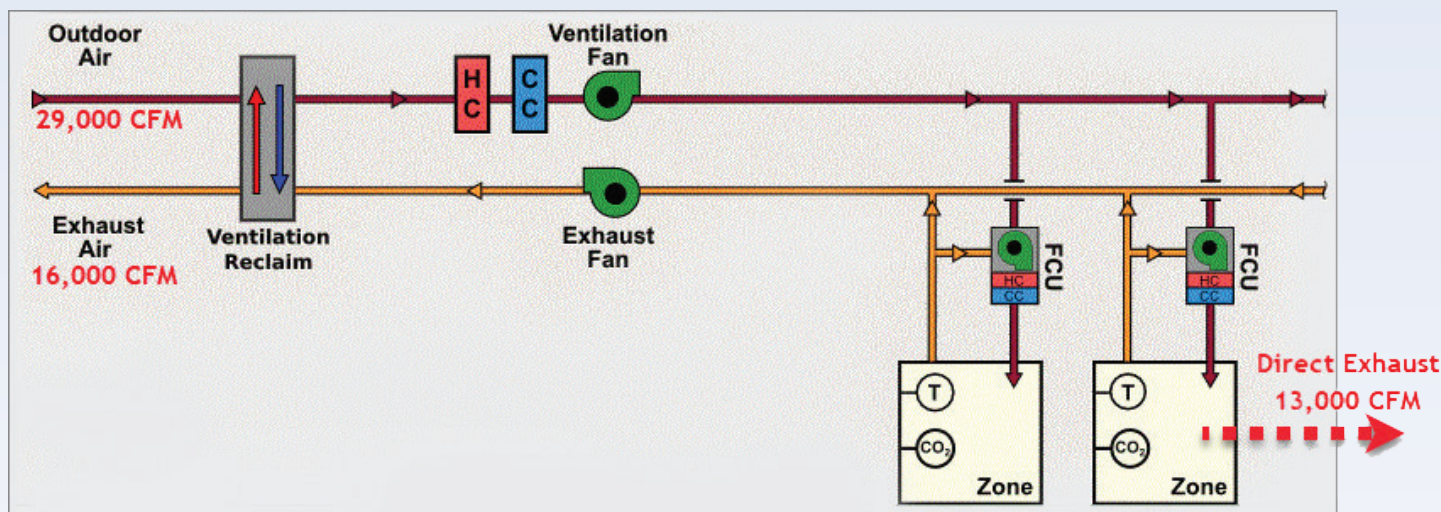 Outdoor
Air
29,000 CFM
H
C
C
C
Ventilation
Fan
Exhaust
Air
16,000 CFM
Ventilation
Reclaim
Exhaust
Fan
HC
CC
FCU
HC
CC
FCU
T
CO₂
Zone
T
CO₂
Zone
Direct Exhaust
13,000 CFM